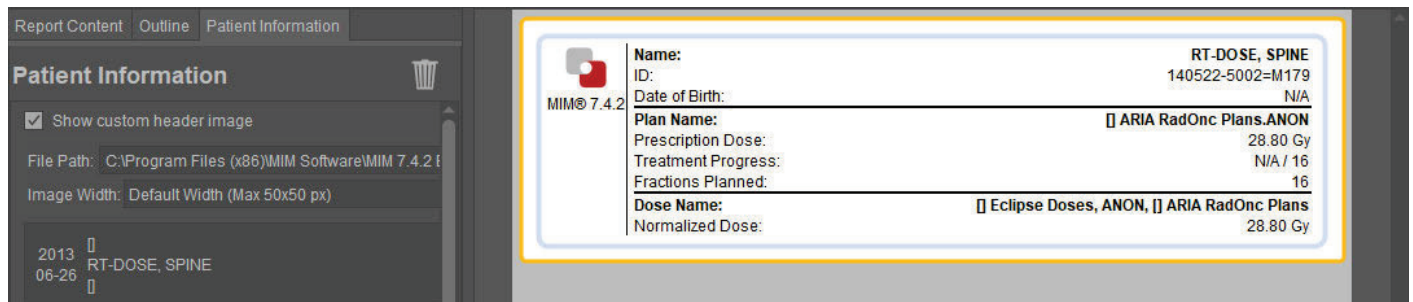 Report Content Outline Patient Information
Patient Information
Show custom header image
File Path: C:\Program Files (x86)\MIM Software\MIM 7.4.2
Image Width: Default Width (Max 50x50 px)
2013
06-26
[]
RT-DOSE, SPINE
[]
MIM® 7.4.2
Name: RT-DOSE, SPINE
ID: 140522-5002=M179
Date of Birth: N/A
Plan Name: [] ARIA RadOnc Plans.ANON
Prescription Dose: 28.80 Gy
Treatment Progress: N/A / 16
Fractions Planned: 16
Dose Name: [] Eclipse Doses, ANON, [] ARIA RadOnc Plans
Normalized Dose: 28.80 Gy